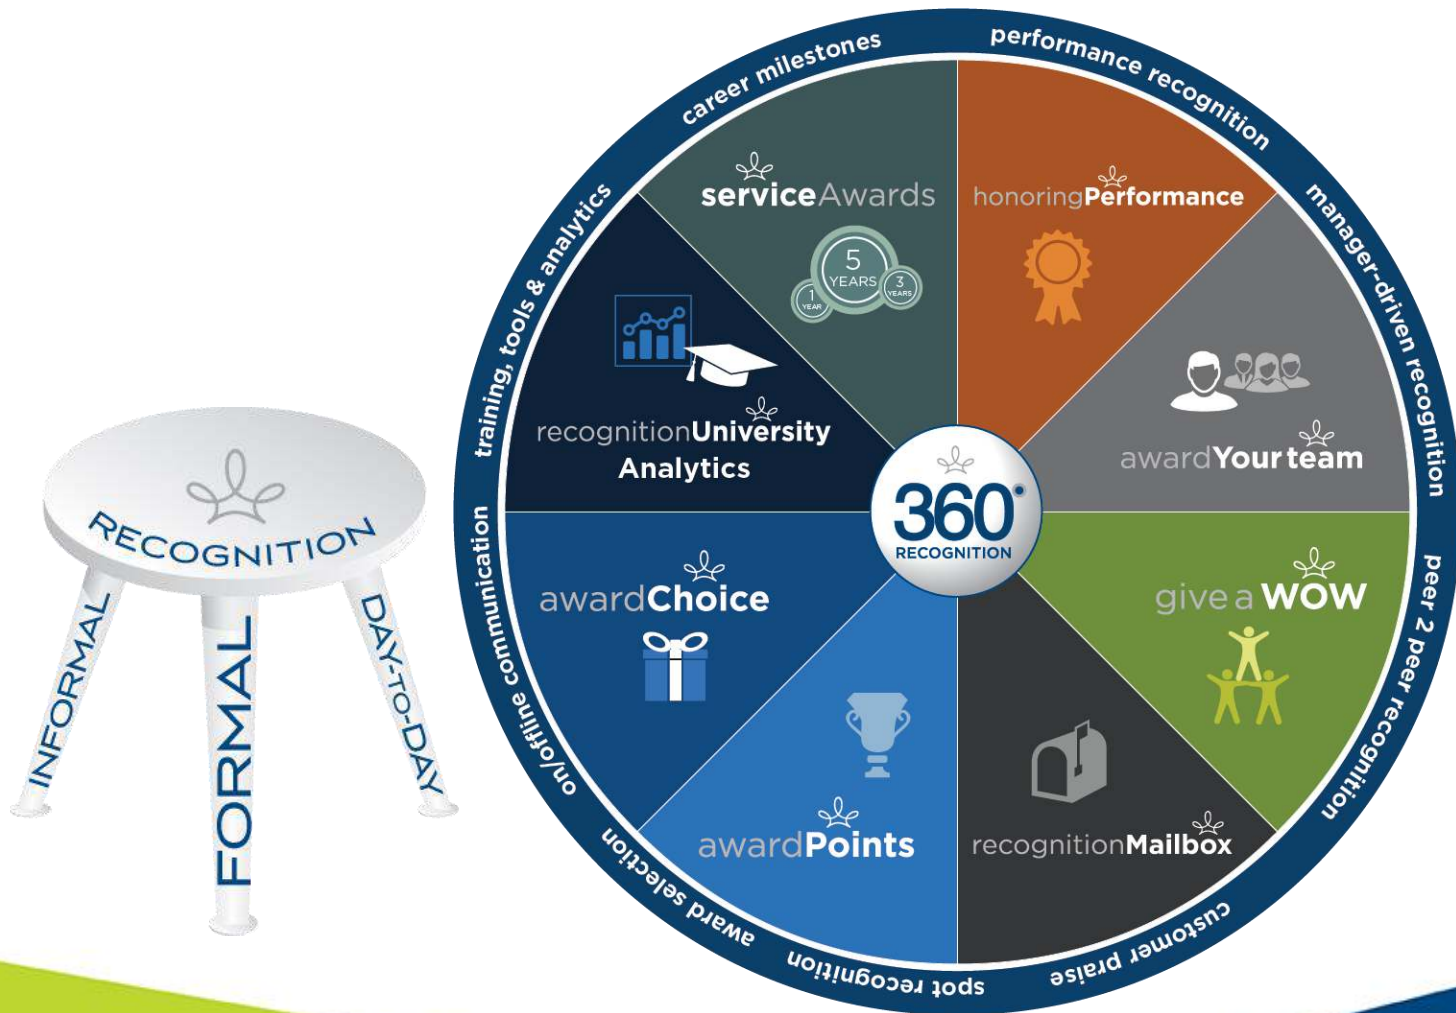 RECOGNITION
INFORMAL
FORMAL
DAY-TO-DAY
career milestones
performance recognition
manager-driven recognition
peer 2 peer recognition
customer praise
spot recognition
award selection
on/offline communication
training, tools & analytics
serviceAwards
1
YEAR
5
YEARS
3
YEARS
honoringPerformance
awardYourteam
give a WOW
recognitionMailbox
awardPoints
awardChoice
recognitionUniversity
Analytics
360°
RECOGNITION